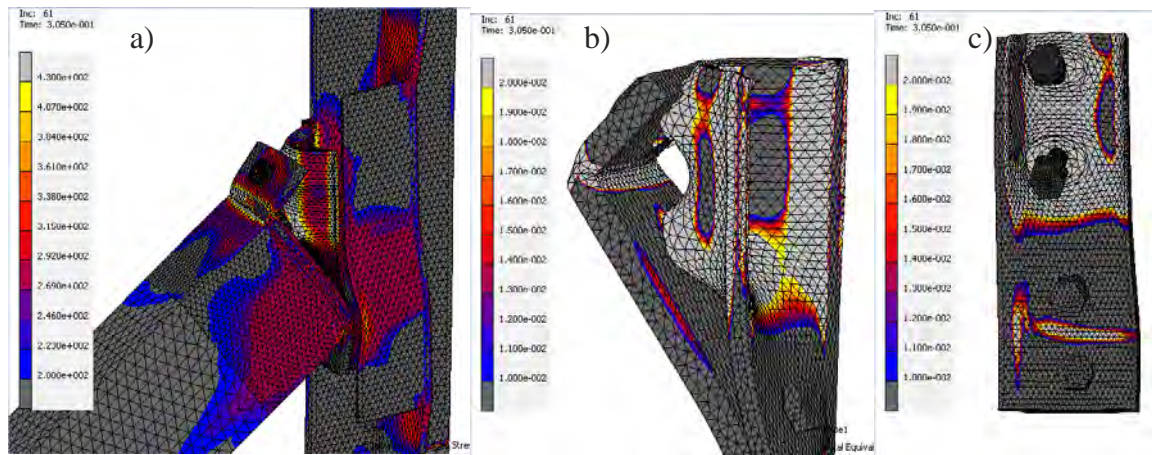 Inc: 61
Time: 3.050e-001
a)
4.300e+002
4.070e+002
3.040e+002
3.610e+002
3.380e+002
3.150e+002
2.920e+002
2.690e+002
2.460e+002
2.230e+002
2.000e+002
Stre
Inc: 61
Time: 3.050e-001
b)
2.000e-002
1.900e-002
1.800e-002
1.700e-002
1.600e-002
1.500e-002
1.400e-002
1.300e-002
1.200e-002
1.100e-002
1.000e-002
al Equiva
Inc: 61
Time: 3.050e-001
c)
2.000e-002
1.900e-002
1.800e-002
1.700e-002
1.600e-002
1.500e-002
1.400e-002
1.300e-002
1.200e-002
1.100e-002
1.000e-002